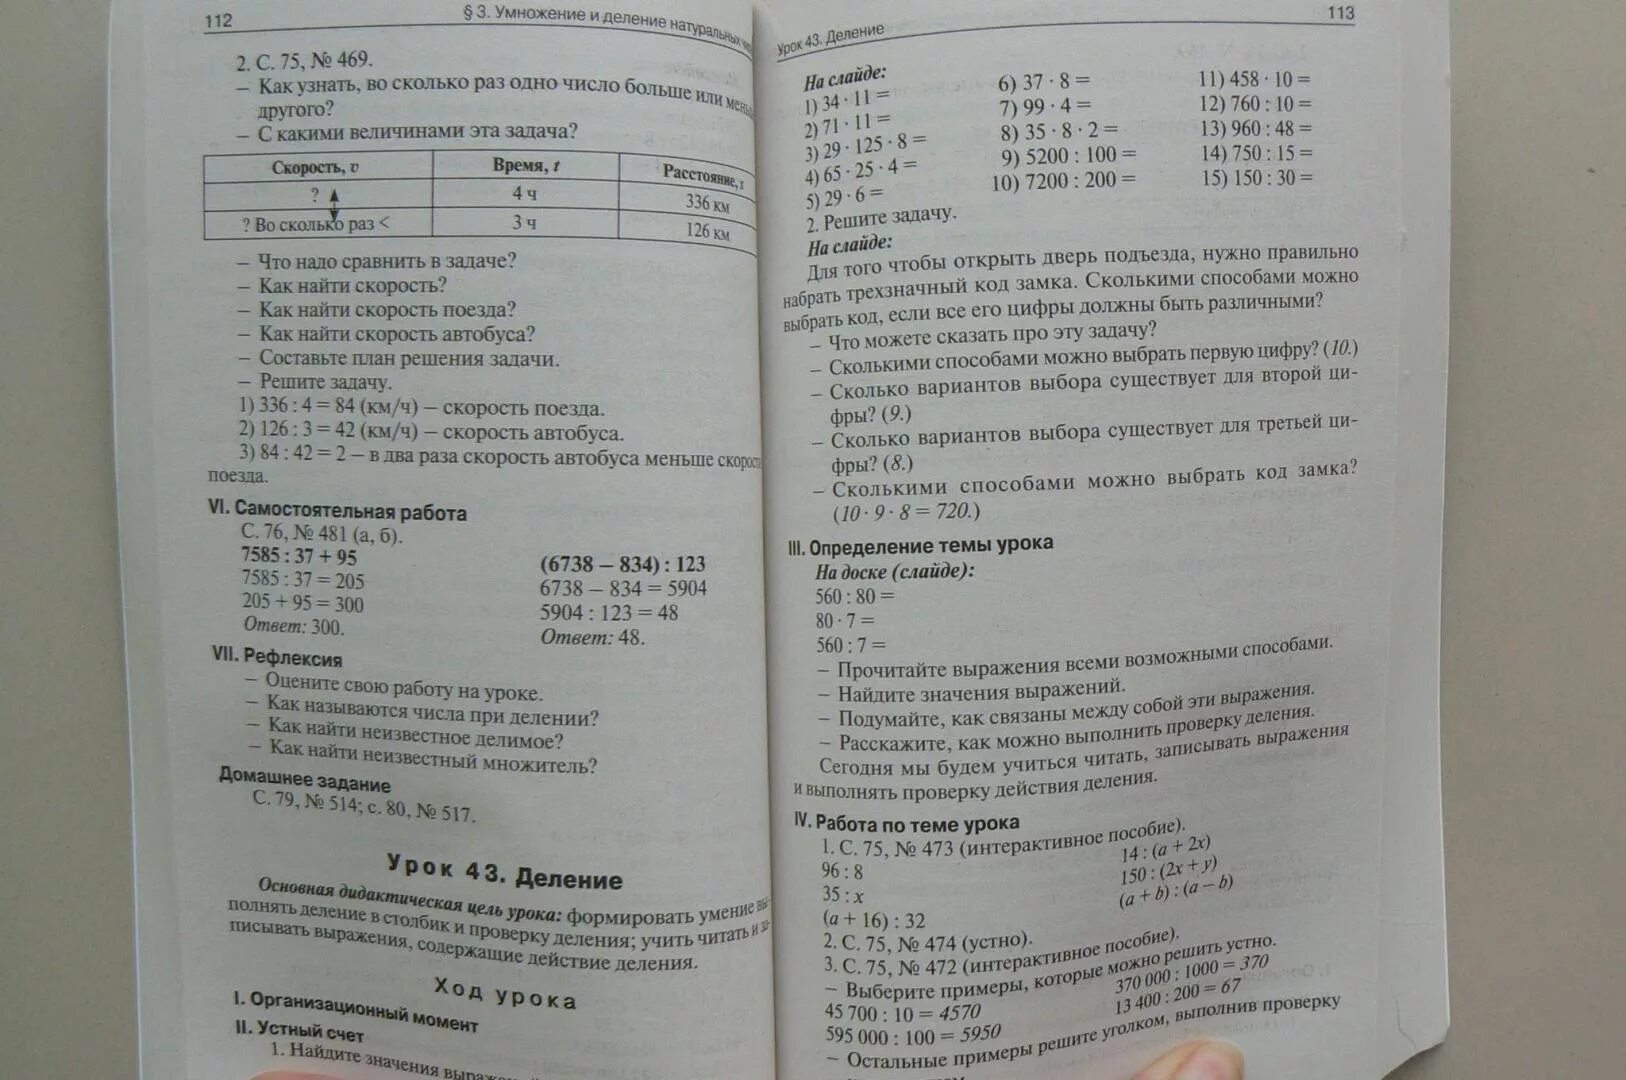 112
§ 3. Умножение и деление натуральных
2. С. 75, № 469.
– Как узнать, во сколько раз одно число больше или
другого?
– С какими величинами эта задача?
Скорость, v Время, t Расстояние, s
? 4 ч 336 км
? Во сколько раз < 3 ч 126 км
– Что надо сравнить в задаче?
– Как найти скорость?
– Как найти скорость поезда?
– Как найти скорость автобуса?
– Составьте план решения задачи.
– Решите задачу.
1) 336 : 4 = 84 (км/ч) – скорость поезда.
2) 126 : 3 = 42 (км/ч) – скорость автобуса.
3) 84 : 42 = 2 – в два раза скорость автобуса меньше скорости
поезда.
VI. Самостоятельная работа
С. 76, № 481 (а, б).
7585 : 37 + 95
7585 : 37 = 205
205 + 95 = 300
Ответ: 300.
(6738 – 834) : 123
6738 – 834 = 5904
5904 : 123 = 48
Ответ: 48.
VII. Рефлексия
– Оцените свою работу на уроке.
– Как называются числа при делении?
– Как найти неизвестное делимое?
– Как найти неизвестный множитель?
Домашнее задание
С. 79, № 514; с. 80, № 517.
Урок 43. Деление
Основная дидактическая цель урока: формировать умение вы-
полнять деление в столбик и проверку деления; учить читать и за-
писывать выражения, содержащие действие деления.
Ход урока
I. Организационный момент
II. Устный счет
1. Найдите значения
Урок 43. Деление
113
На слайде:
1) 34 · 11 =
2) 71 · 11 =
3) 29 · 125 · 8 =
4) 65 · 25 · 4 =
5) 29 · 6 =
6) 37 · 8 =
7) 99 · 4 =
8) 35 · 8 · 2 =
9) 5200 : 100 =
10) 7200 : 200 =
11) 458 · 10 =
12) 760 : 10 =
13) 960 : 48 =
14) 750 : 15 =
15) 150 : 30 =
2. Решите задачу.
На слайде:
Для того чтобы открыть дверь подъезда, нужно правильно
набрать трехзначный код замка. Сколькими способами можно
выбрать код, если все его цифры должны быть различными?
– Что можете сказать про эту задачу?
– Сколькими способами можно выбрать первую цифру? (10.)
– Сколько вариантов выбора существует для второй ци-
фры? (9.)
– Сколько вариантов выбора существует для третьей ци-
фры? (8.)
– Сколькими способами можно выбрать код замка?
(10 · 9 · 8 = 720.)
III. Определение темы урока
На доске (слайде):
560 : 80 =
80 · 7 =
560 : 7 =
– Прочитайте выражения всеми возможными способами.
– Найдите значения выражений.
– Подумайте, как связаны между собой эти выражения.
– Расскажите, как можно выполнить проверку деления.
Сегодня мы будем учиться читать, записывать выражения
и выполнять проверку действия деления.
IV. Работа по теме урока
1. С. 75, № 473 (интерактивное пособие).
96 : 8
35 : x
(a + 16) : 32
14 : (a + 2x)
150 : (2x + y)
(a + b) : (a – b)
2. С. 75, № 474 (устно).
3. С. 75, № 472 (интерактивное пособие).
– Выберите примеры, которые можно решить устно.
45 700 : 10 = 4570
595 000 : 100 = 5950
370 000 : 1000 = 370
13 400 : 200 = 67
– Остальные примеры решите уголком, выполнив проверку